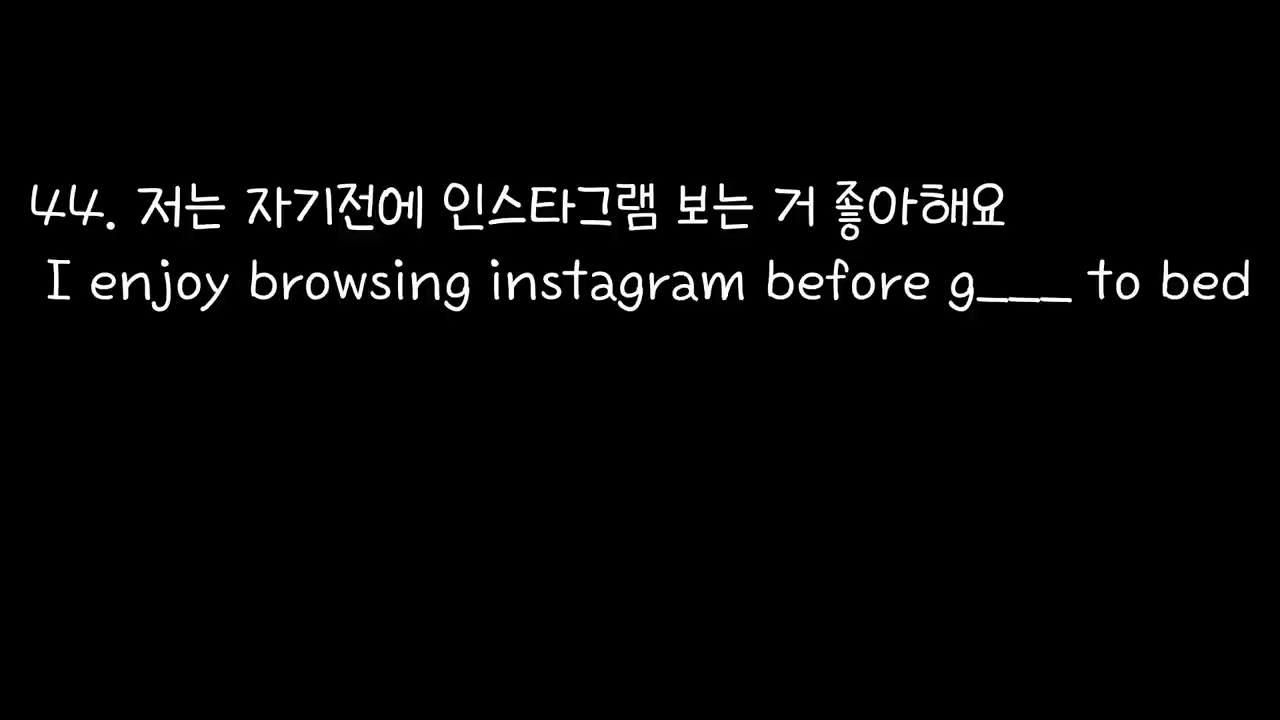 44. 저는 자기전에 인스타그램 보는 거 좋아해요
I enjoy browsing instagram before g___ to bed